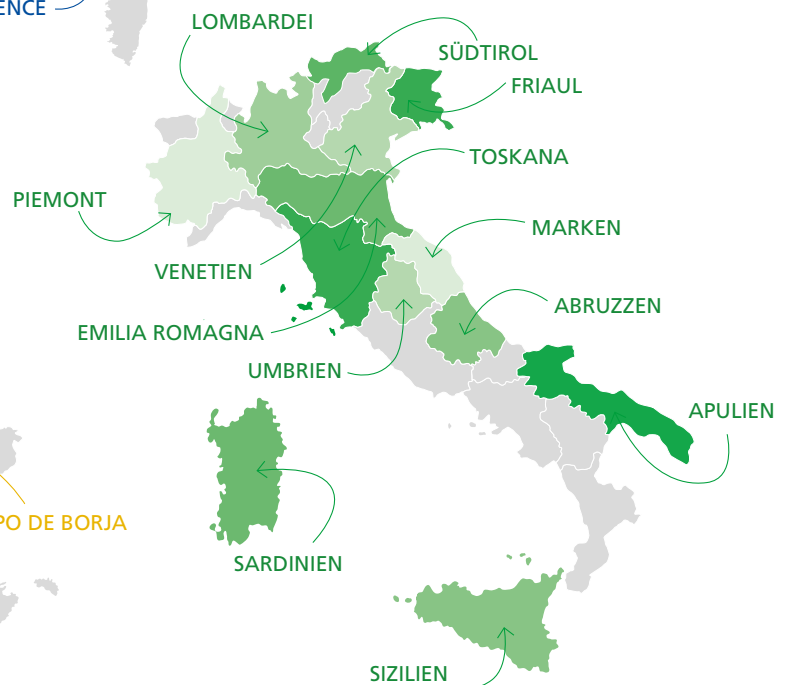 ENCE
LOMBARDEI
SÜDTIROL
FRIAUL
TOSKANA
PIEMONT
MARKEN
VENETIEN
ABRUZZEN
EMILIA ROMAGNA
UMBRIEN
APULIEN
PO DE BORJA
SARDINIEN
SIZILIEN